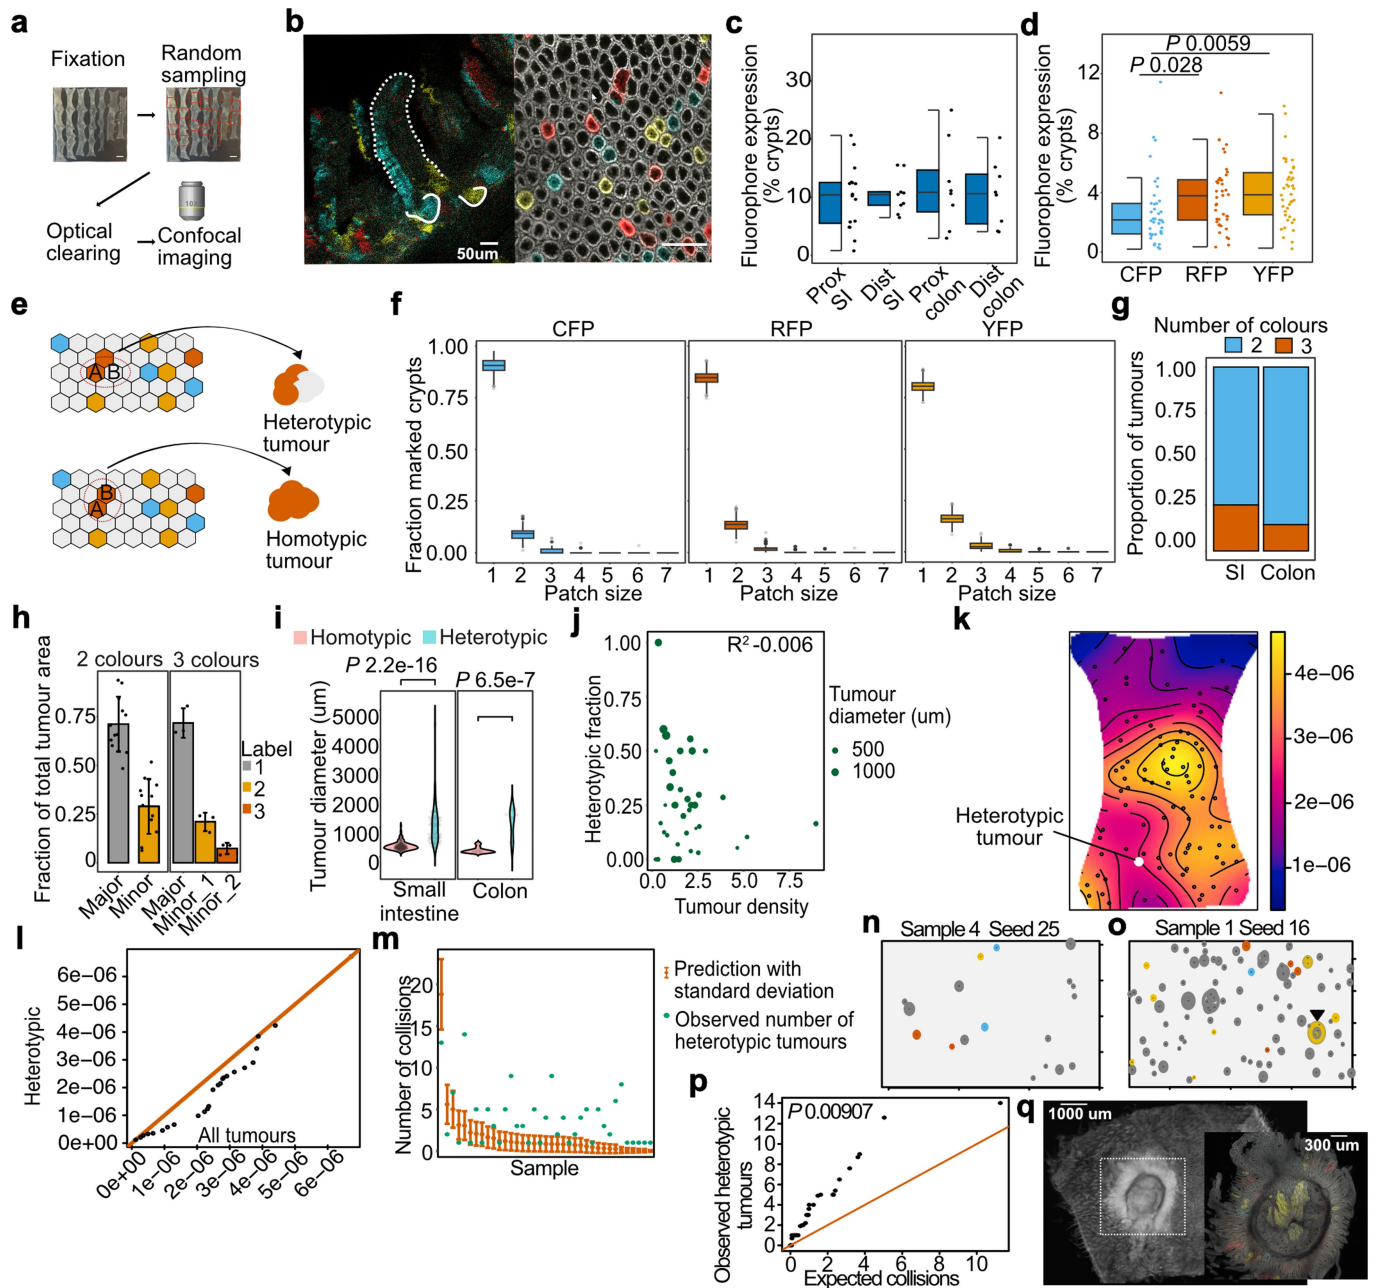 a
Fixation
Random
sampling
10X
Optical
clearing
Confocal
imaging
b
50um
c
Fluorophore expression
(% crypts)
30
20
10
0
Prox
SI
Dist
SI
Prox
colon
Dist
colon
d
Fluorophore expression
(% crypts)
P 0.0059
P 0.028
12
8
4
0
CFP
RFP
YFP
e
A
B
Heterotypic
tumour
B
A
Homotypic
tumour
f
CFP
RFP
YFP
Fraction marked crypts
1.00
0.75
0.50
0.25
0.00
1 2 3 4 5 6 7
1 2 3 4 5 6 7
1 2 3 4 5 6 7
Patch size
Patch size
Patch size
g
Number of colours
2
3
Proportion of tumours
1.00
0.75
0.50
0.25
0.00
SI
Colon
h
2 colours
3 colours
Fraction of total tumour area
0.75
0.50
0.25
0
Major
Minor
Major
Minor_1
Minor_2
Label
1
2
3
i
Homotypic
Heterotypic
P 2.2e-16
P 6.5e-7
Tumour diameter (um)
5000
4000
3000
2000
1000
0
Small
intestine
Colon
j
R² -0.006
Heterotypic fraction
1.00
0.75
0.50
0.25
0.00
0.0 2.5 5.0 7.5
Tumour density
Tumour
diameter (um)
500
1000
k
Heterotypic
tumour
4e−06
3e−06
2e−06
1e−06
l
Heterotypic
6e−06
5e−06
4e−06
3e−06
2e−06
1e−06
0e+00
All tumours
0e+00
1e-06
2e-06
3e-06
4e-06
5e-06
6e-06
m
Number of collisions
20
15
10
5
0
Sample
Prediction with
standard deviation
Observed number of
heterotypic tumours
n
Sample 4 Seed 25
o
Sample 1 Seed 16
p
P 0.00907
Observed heterotypic
tumours
14
12
10
8
6
4
2
0
0 2 4 6 8 10
Expected collisions
q
1000 um
300 um